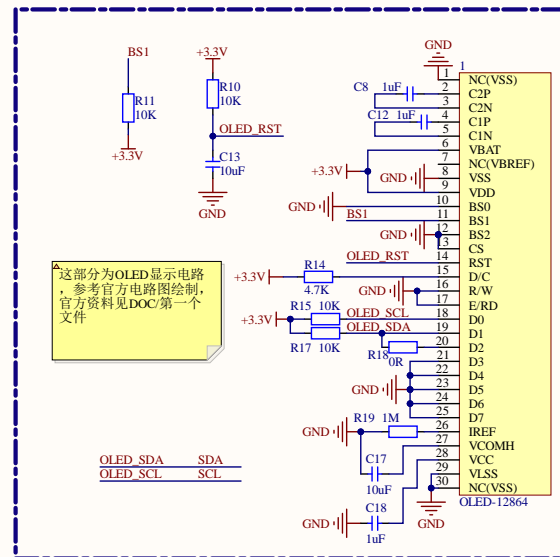 BS1
R11
10K
+3.3V
+3.3V
R10
10K
OLED_RST
C13
10uF
GND
这部分为OLED显示电路
，参考官方电路图绘制，
官方资料见DOC/第一个
文件
OLED_SDA SDA
OLED_SCL SCL
GND
1
C8 1uF
C12 1uF
+3.3V
GND
GND
BS1
GND
OLED_RST
+3.3V
R14
4.7K
GND
R15 10K
OLED_SCL
+3.3V
OLED_SDA
R17 10K
R18
0R
GND
R19 1M
GND
C17
10uF
C18
GND
1uF
GND
1 NC(VSS)
2 C2P
3 C2N
4 C1P
5 C1N
6 VBAT
7 NC(VBREF)
8 VSS
9 VDD
10 BS0
11 BS1
12 BS2
13 CS
14 RST
15 D/C
16 R/W
17 E/RD
18 D0
19 D1
20 D2
21 D3
22 D4
23 D5
24 D6
25 D7
26 IREF
27 VCOMH
28 VCC
29 VLSS
30 NC(VSS)
OLED-12864